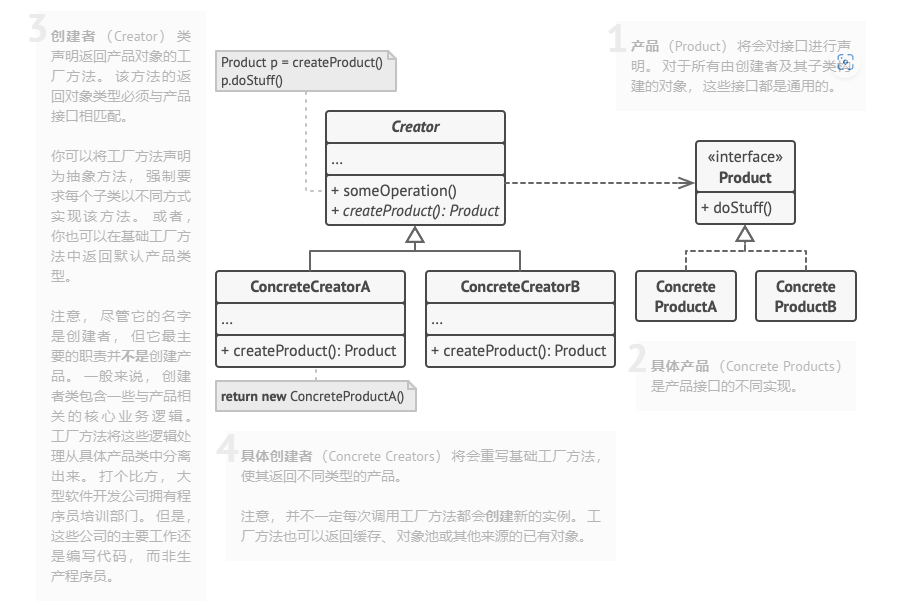 3
创建者 （Creator） 类
声明返回产品对象的工
厂方法。 该方法的返
回对象类型必须与产品
接口相匹配。
你可以将工厂方法声明
为抽象方法， 强制要
求每个子类以不同方式
实现该方法。 或者，
你也可以在基础工厂方
法中返回默认产品类
型。
注意， 尽管它的名字
是创建者， 但它最主
要的职责并不是创建产
品。 一般来说， 创建
者类包含一些与产品相
关的核心业务逻辑。
工厂方法将这些逻辑处
理从具体产品类中分离
出来。 打个比方， 大
型软件开发公司拥有程
序员培训部门。 但是，
这些公司的主要工作还
是编写代码， 而非生
产程序员。
Product p = createProduct()
p.doStuff()
Creator
...
+ someOperation()
+ createProduct(): Product
ConcreteCreatorA
...
+ createProduct(): Product
ConcreteCreatorB
...
+ createProduct(): Product
return new ConcreteProductA()
1
产品 （Product） 将会对接口进行声
明。 对于所有由创建者及其子类
建的对象， 这些接口都是通用的。
«interface»
Product
+ doStuff()
Concrete
ProductA
Concrete
ProductB
2
具体产品 （Concrete Products）
是产品接口的不同实现。
4
具体创建者 （Concrete Creators） 将会重写基础工厂方法，
使其返回不同类型的产品。
注意， 并不一定每次调用工厂方法都会创建新的实例。 工
厂方法也可以返回缓存、 对象池或其他来源的已有对象。